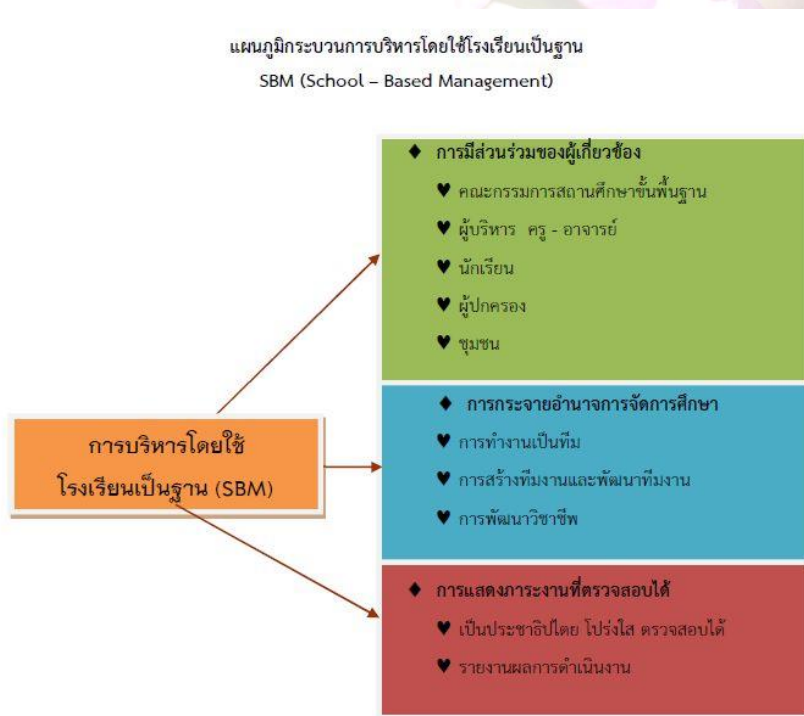 แผนภูมิกระบวนการบริหารโดยใช้โรงเรียนเป็นฐาน
SBM (School – Based Management)
♦ การมีส่วนร่วมของผู้เกี่ยวข้อง
♥ คณะกรรมการสถานศึกษาขั้นพื้นฐาน
♥ ผู้บริหาร ครู - อาจารย์
♥ นักเรียน
♥ ผู้ปกครอง
♥ ชุมชน
การบริหารโดยใช้
โรงเรียนเป็นฐาน (SBM)
♦ การกระจายอำนาจการจัดการศึกษา
♥ การทำงานเป็นทีม
♥ การสร้างทีมงานและพัฒนาทีมงาน
♥ การพัฒนาวิชาชีพ
♦ การแสดงภาระงานที่ตรวจสอบได้
♥ เป็นประชาธิปไตย โปร่งใส ตรวจสอบได้
♥ รายงานผลการดำเนินงาน